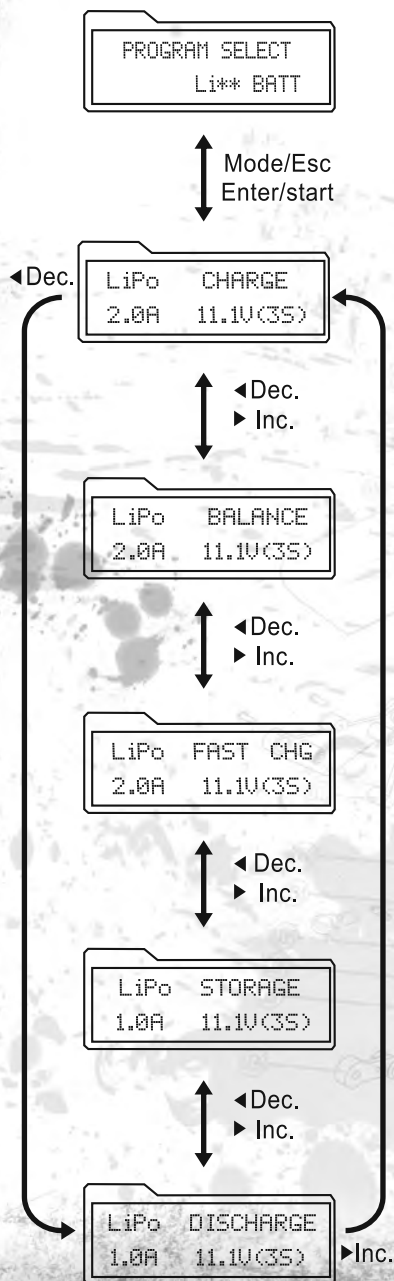 PROGRAM SELECT
Li** BATT
Mode/Esc
Enter/start
◄Dec.
LiPo CHARGE
2.0A 11.1V(3S)
◄Dec.
► Inc.
LiPo BALANCE
2.0A 11.1V(3S)
◄Dec.
► Inc.
LiPo FAST CHG
2.0A 11.1V(3S)
◄ Dec.
► Inc.
LiPo STORAGE
1.0A 11.1V(3S)
◄Dec.
► Inc.
LiPo DISCHARGE
1.0A 11.1V(3S)
►Inc.